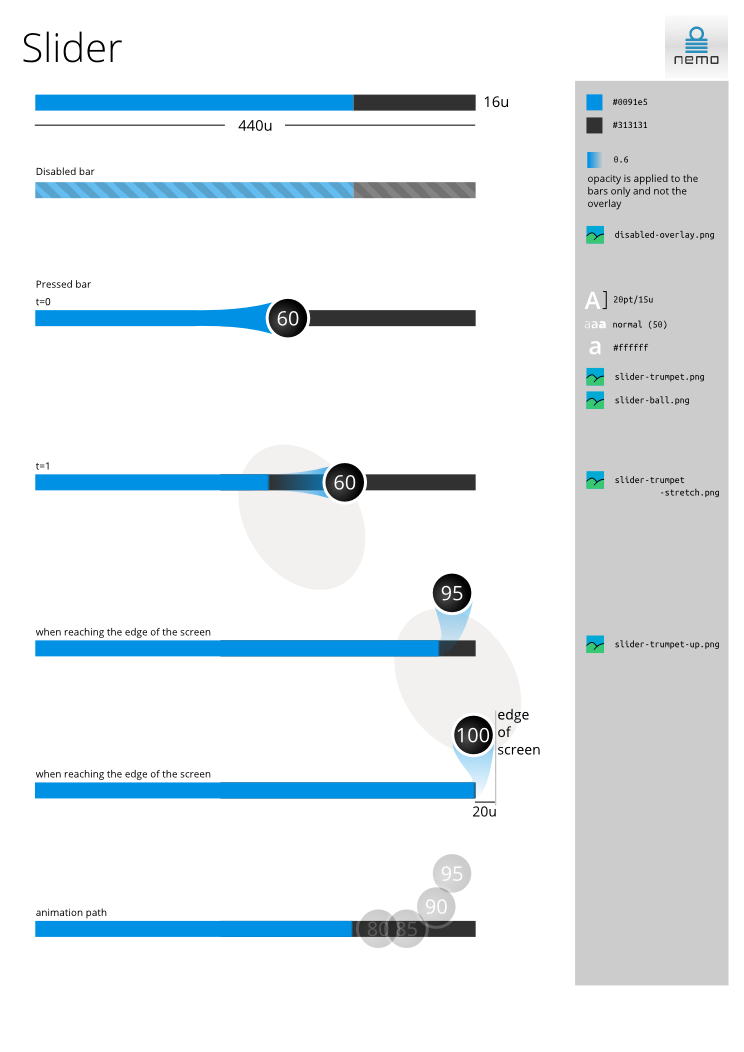 Slider
nemo
16u
440u
#0091e5
#313131
0.6
opacity is applied to the
bars only and not the
overlay
Disabled bar
disabled-overlay.png
Pressed bar
t=0
60
A] 20pt/15u
aaa normal (50)
a #ffffff
slider-trumpet.png
slider-ball.png
t=1
60
slider-trumpet
-stretch.png
95
when reaching the edge of the screen
slider-trumpet-up.png
edge
of
screen
100
when reaching the edge of the screen
20u
95
90
animation path
80 85